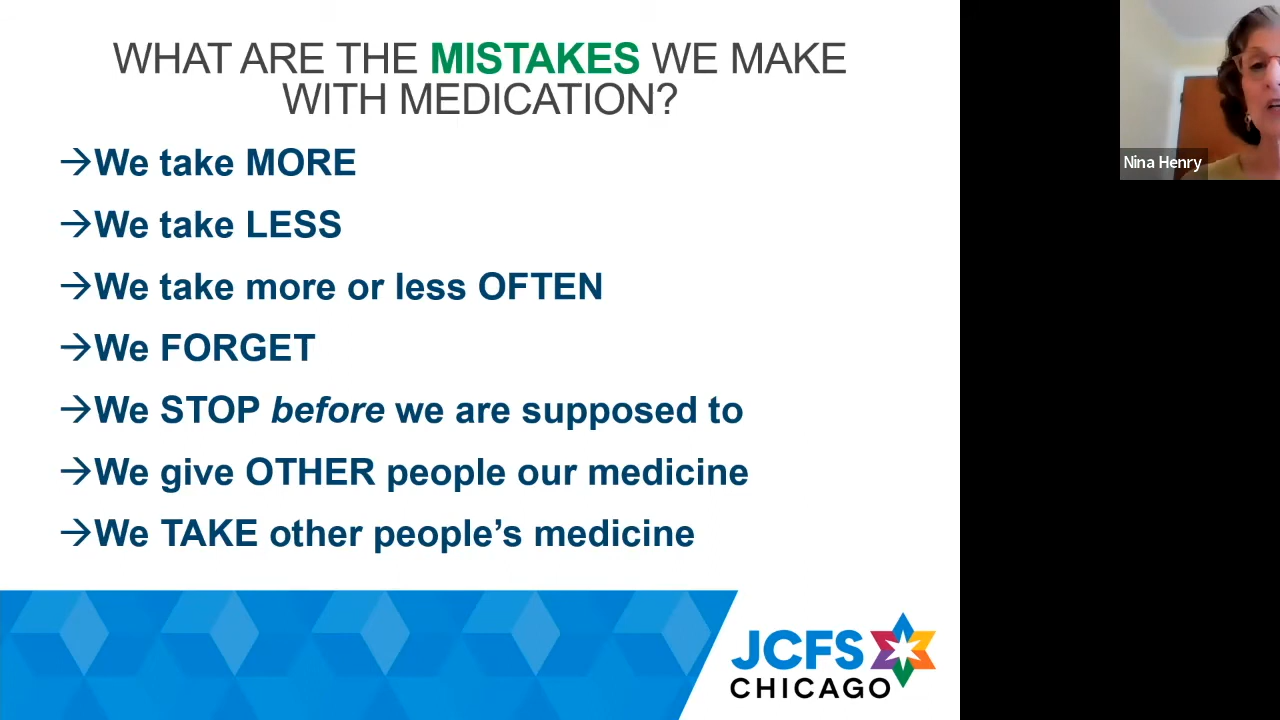 WHAT ARE THE MISTAKES WE MAKE
WITH MEDICATION?
→We take MORE
→We take LESS
→We take more or less OFTEN
→We FORGET
→We STOP before we are supposed to
→We give OTHER people our medicine
→We TAKE other people’s medicine
JCFS
CHICAGO
Nina Henry